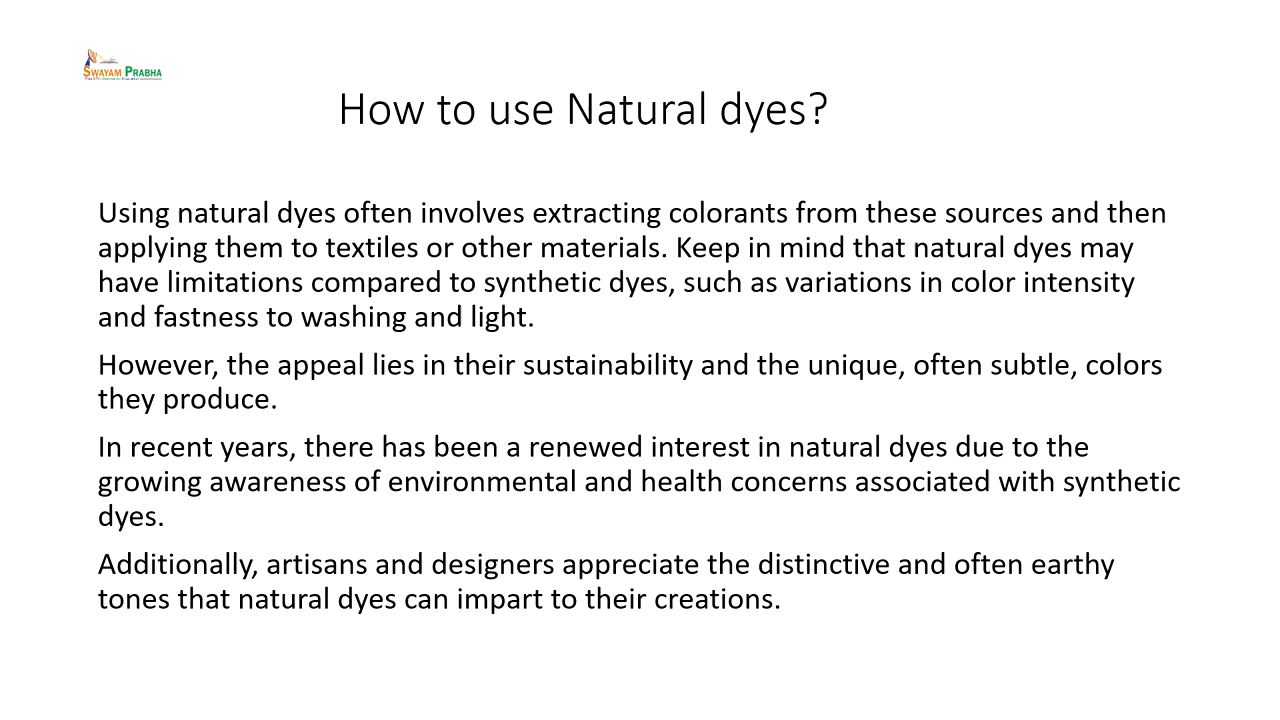 SWAYAM PRABHA
How to use Natural dyes?
Using natural dyes often involves extracting colorants from these sources and then
applying them to textiles or other materials. Keep in mind that natural dyes may
have limitations compared to synthetic dyes, such as variations in color intensity
and fastness to washing and light.
However, the appeal lies in their sustainability and the unique, often subtle, colors
they produce.
In recent years, there has been a renewed interest in natural dyes due to the
growing awareness of environmental and health concerns associated with synthetic
dyes.
Additionally, artisans and designers appreciate the distinctive and often earthy
tones that natural dyes can impart to their creations.